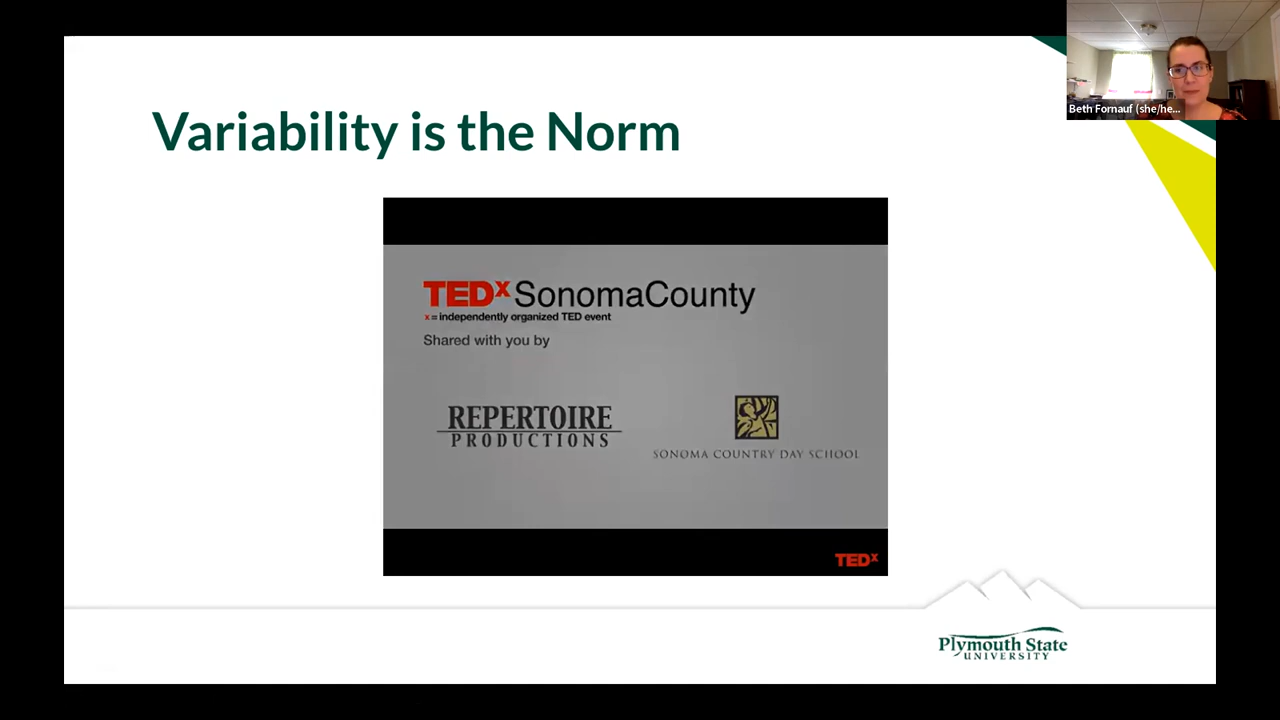 Beth Fornauf (she/he...
Variability is the Norm
TEDx SonomaCounty
x = independently organized TED event
Shared with you by
REPERTOIRE
PRODUCTIONS
SONOMA COUNTRY DAY SCHOOL
TEDx
Plymouth State
UNIVERSITY